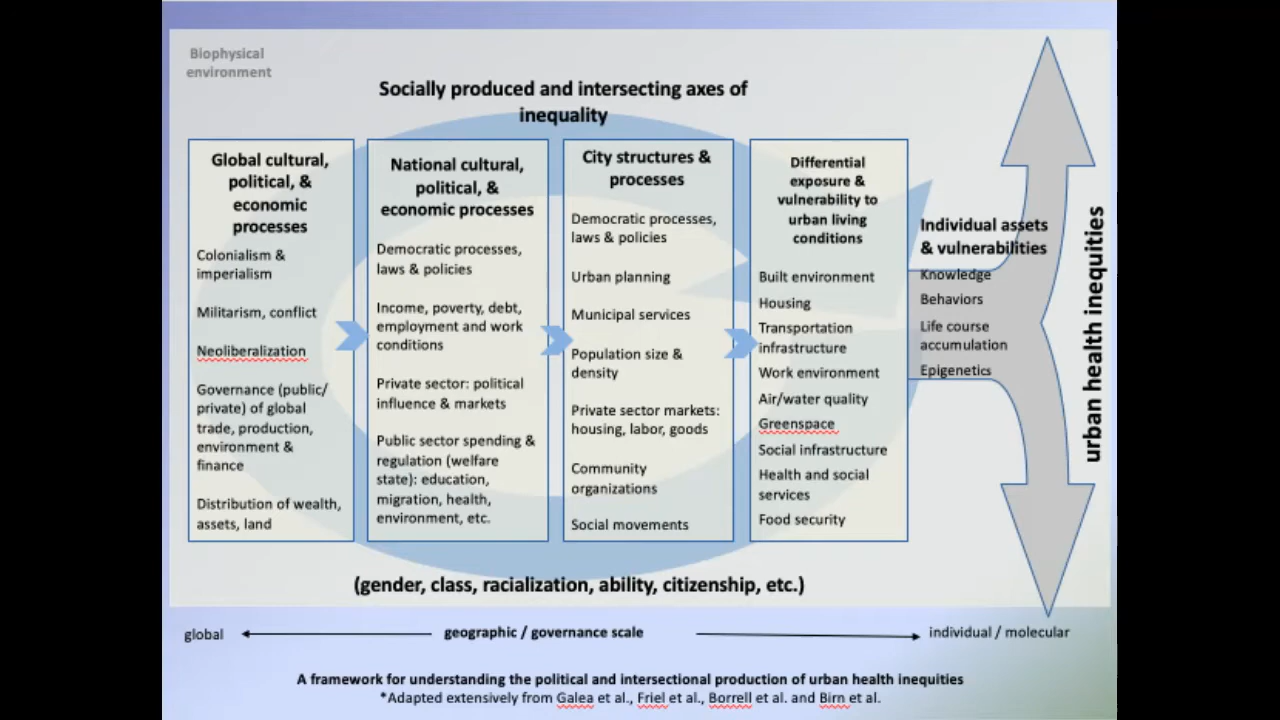 Biophysical
environment
Socially produced and intersecting axes of
inequality
Global cultural,
political, &
economic
processes
Colonialism &
imperialism
Militarism, conflict
Neoliberalization
Governance (public/
private) of global
trade, production,
environment &
finance
Distribution of wealth,
assets, land
National cultural,
political, &
economic processes
Democratic processes,
laws & policies
Income, poverty, debt,
employment and work
conditions
Private sector: political
influence & markets
Public sector spending &
regulation (welfare
state): education,
migration, health,
environment, etc.
City structures &
processes
Democratic processes,
laws & policies
Urban planning
Municipal services
Population size &
density
Private sector markets:
housing, labor, goods
Community
organizations
Social movements
Differential
exposure &
vulnerability to
urban living
conditions
Built environment
Housing
Transportation
infrastructure
Work environment
Air/water quality
Greenspace
Social infrastructure
Health and social
services
Food security
Individual assets
& vulnerabilities
Knowledge
Behaviors
Life course
accumulation
Epigenetics
urban health inequities
(gender, class, racialization, ability, citizenship, etc.)
global
geographic / governance scale
individual / molecular
A framework for understanding the political and intersectional production of urban health inequities
*Adapted extensively from Galea et al., Friel et al., Borrell et al. and Birn et al.